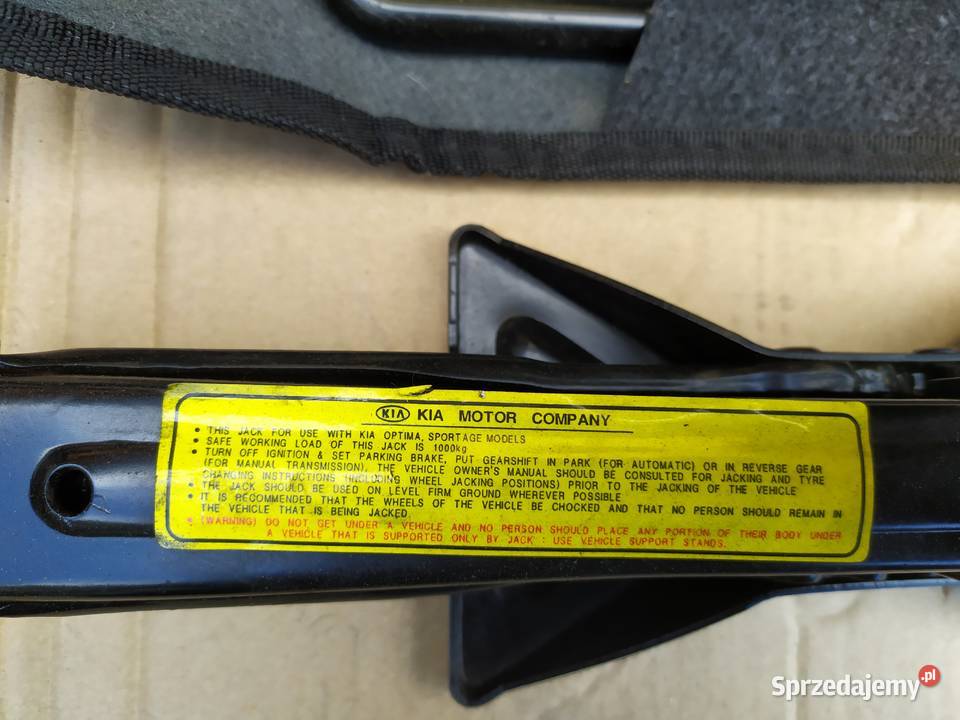 KIA KIA MOTOR COMPANY
• THIS JACK FOR USE WITH KIA OPTIMA, SPORTAGE MODELS
• SAFE WORKING LOAD OF THIS JACK IS 1000kg
• TURN OFF IGNITION & SET PARKING BRAKE, PUT GEARSHIFT IN PARK (FOR AUTOMATIC) OR IN REVERSE GEAR
(FOR MANUAL TRANSMISSION), THE VEHICLE OWNER'S MANUAL SHOULD BE CONSULTED FOR JACKING AND TYRE
CHANGING INSTRUCTIONS (INCLUDING WHEEL JACKING POSITIONS) PRIOR TO THE JACKING OF THE VEHICLE
• THE JACK SHOULD BE USED ON LEVEL FIRM GROUND WHEREVER POSSIBLE
• IT IS RECOMMENDED THAT THE WHEELS OF THE VEHICLE BE CHOCKED AND THAT NO PERSON SHOULD REMAIN IN
THE VEHICLE THAT IS BEING JACKED
• (WARNING) DO NOT GET UNDER A VEHICLE AND NO PERSON SHOULD PLACE ANY PORTION OF THEIR BODY UNDER
A VEHICLE THAT IS SUPPORTED ONLY BY JACK : USE VEHICLE SUPPORT STANDS.
Sprzedajemy.pl